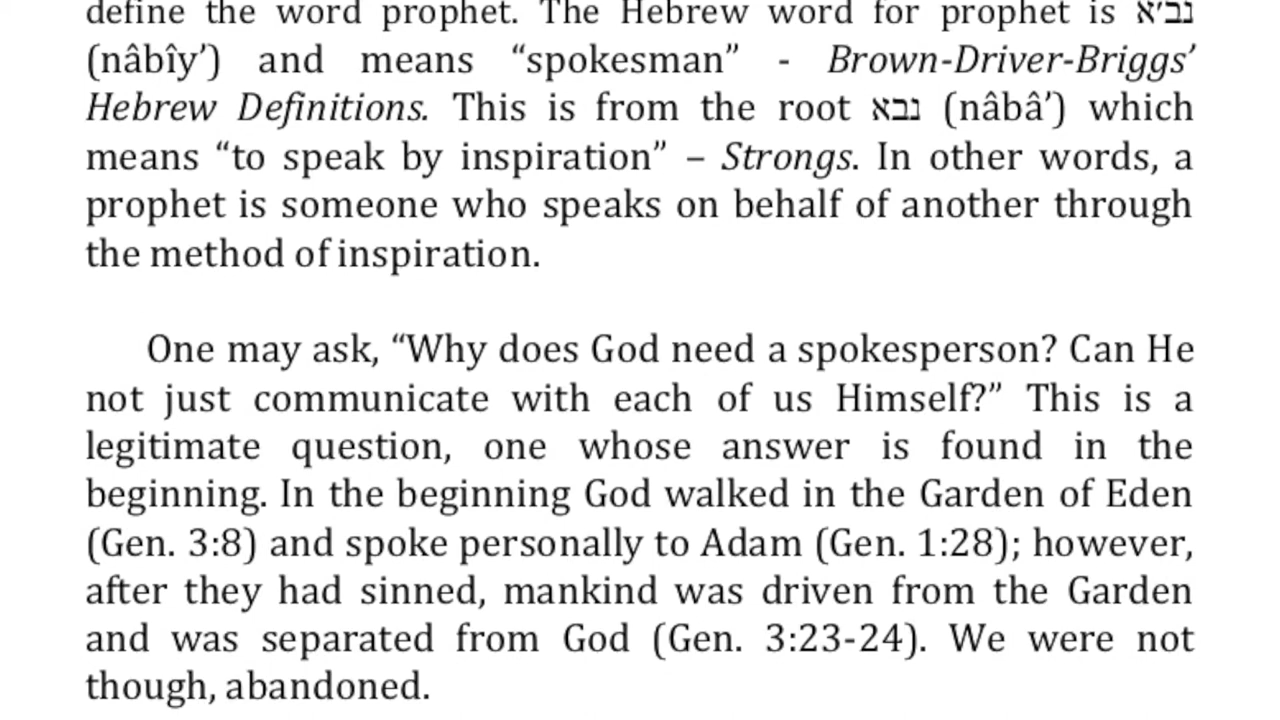 define the word prophet. The Hebrew word for prophet is נב׳א
(nâbîy’) and means “spokesman” - Brown-Driver-Briggs’
Hebrew Definitions. This is from the root נבא (nâbâ’) which
means “to speak by inspiration” – Strongs. In other words, a
prophet is someone who speaks on behalf of another through
the method of inspiration.
One may ask, “Why does God need a spokesperson? Can He
not just communicate with each of us Himself?” This is a
legitimate question, one whose answer is found in the
beginning. In the beginning God walked in the Garden of Eden
(Gen. 3:8) and spoke personally to Adam (Gen. 1:28); however,
after they had sinned, mankind was driven from the Garden
and was separated from God (Gen. 3:23-24). We were not
though, abandoned.